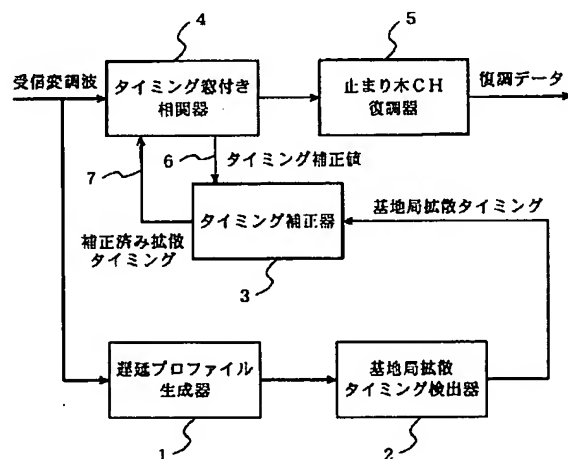 4
5
受信変調波
タイミング窓付き
相関器
止まり木CH
復調器
復調データ
6
タイミング補正値
7
タイミング補正器
基地局拡散タイミング
補正済み拡散
タイミング
3
遅延プロファイル
生成器
基地局拡散
タイミング検出器
1
2